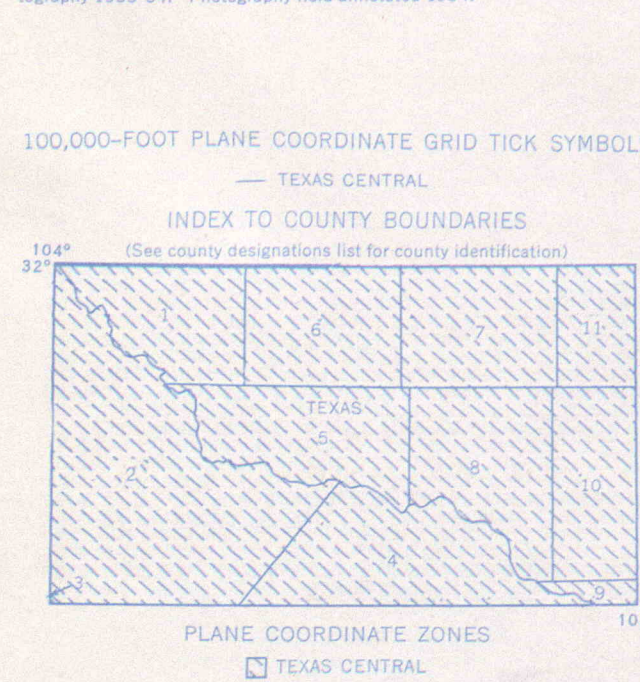 100,000-FOOT PLANE COORDINATE GRID TICK SYMBOL
TEXAS CENTRAL
INDEX TO COUNTY BOUNDARIES
104° (See county designations list for county identification)
32°
1 6 7 11
TEXAS
5
2 8 10
4
3 9
10
PLANE COORDINATE ZONES
TEXAS CENTRAL